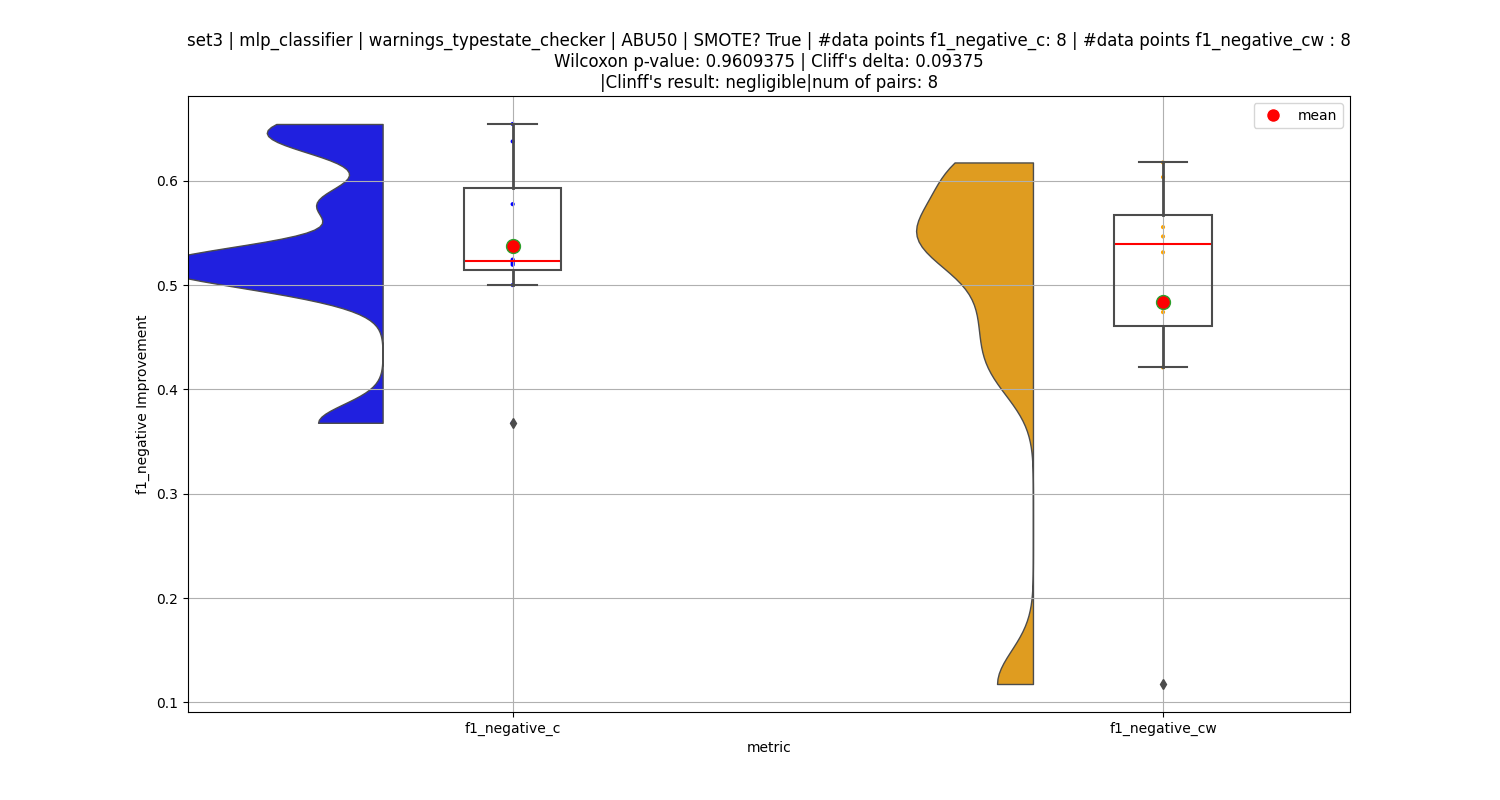 set3 | mlp_classifier | warnings_typestate_checker | ABU50 | SMOTE? True | #data points f1_negative_c: 8 | #data points f1_negative_cw : 8
Wilcoxon p-value: 0.9609375 | Cliff's delta: 0.09375
|Clinff's result: negligible|num of pairs: 8
mean
0.6
0.5
0.4
0.3
0.2
0.1
f1_negative Improvement
f1_negative_c
f1_negative_cw
metric